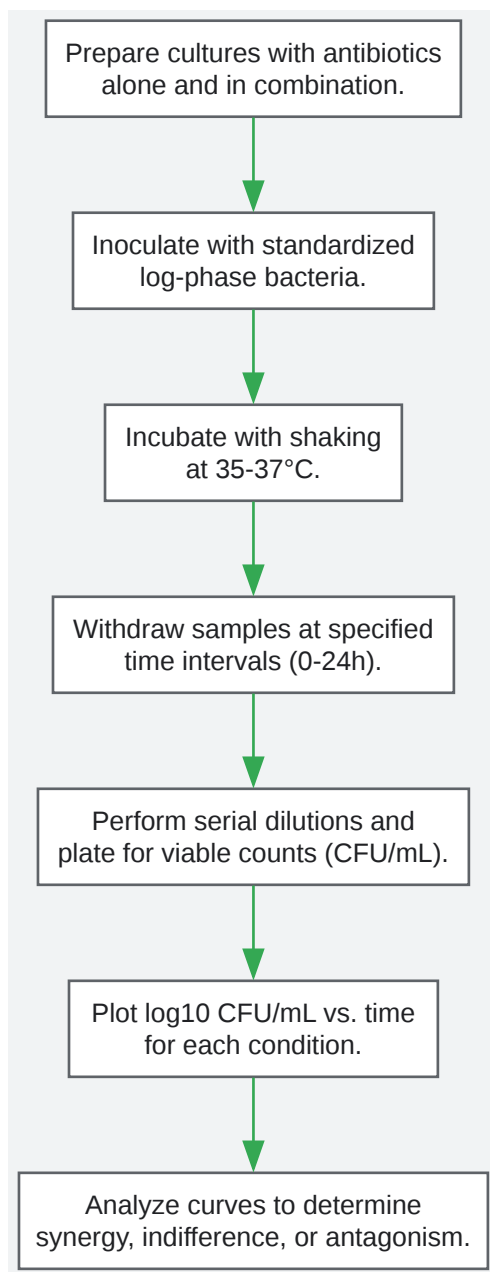 Prepare cultures with antibiotics
alone and in combination.
Inoculate with standardized
log-phase bacteria.
Incubate with shaking
at 35-37°C.
Withdraw samples at specified
time intervals (0-24h).
Perform serial dilutions and
plate for viable counts (CFU/mL).
Plot log10 CFU/mL vs. time
for each condition.
Analyze curves to determine
synergy, indifference, or antagonism.